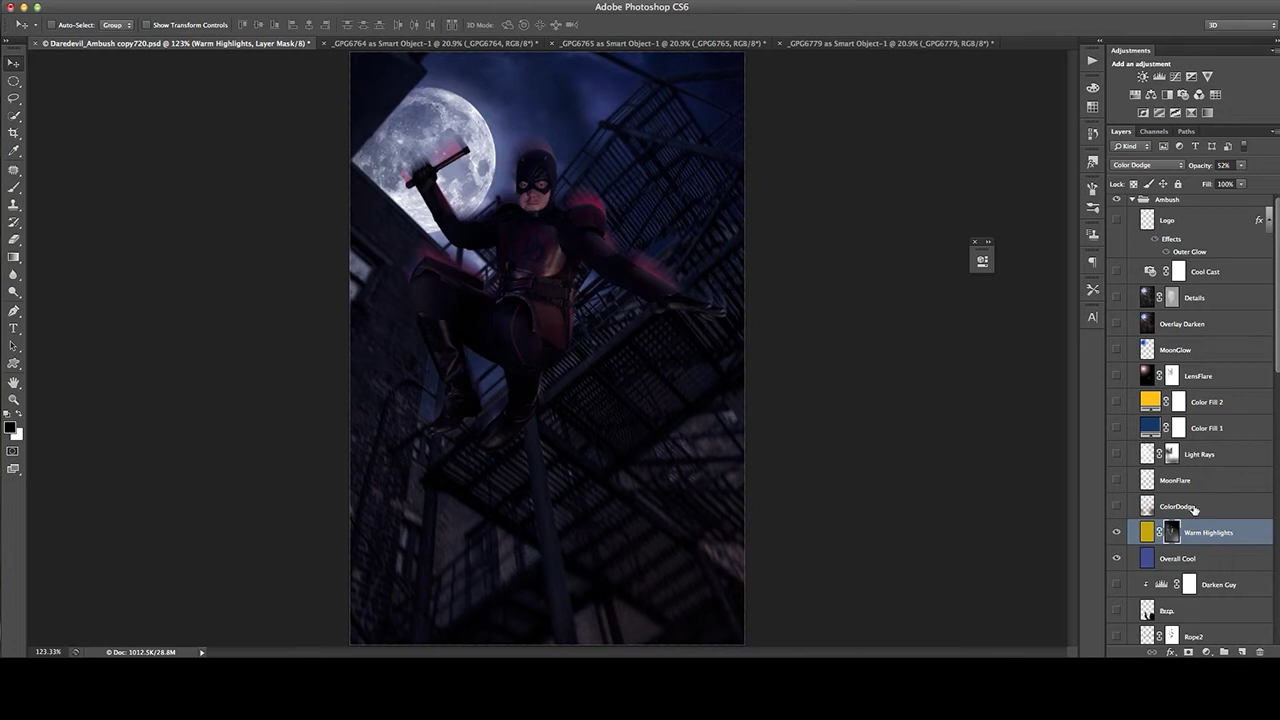 Adobe Photoshop CS6
Auto-Select: Group Show Transform Controls 3D Mode: 3D
Daredevil_Ambush copy720.psd @ 123% (Warm Highlights, Layer Mask/8) * _GPG6764 as Smart Object-1 @ 20.9% (_GPG6764, RGB/8*) * _GPG6765 as Smart Object-1 @ 20.9% (_GPG6765, RGB/8*) * _GPG6779 as Smart Object-1 @ 20.9% (_GPG6779, RGB/8*) *
Adjustments
Add an adjustment
Layers Channels Paths
Kind
Color Dodge Opacity: 52%
Lock: Fill: 100%
Ambush
Logo fx
Effects
Outer Glow
Cool Cast
Details
Overlay Darken
MoonGlow
LensFlare
Color Fill 2
Color Fill 1
Light Rays
MoonFlare
ColorDodge
Warm Highlights
Overall Cool
Darken Guy
Perp.
Rope2
123.33% Doc: 1012.5K/28.8M